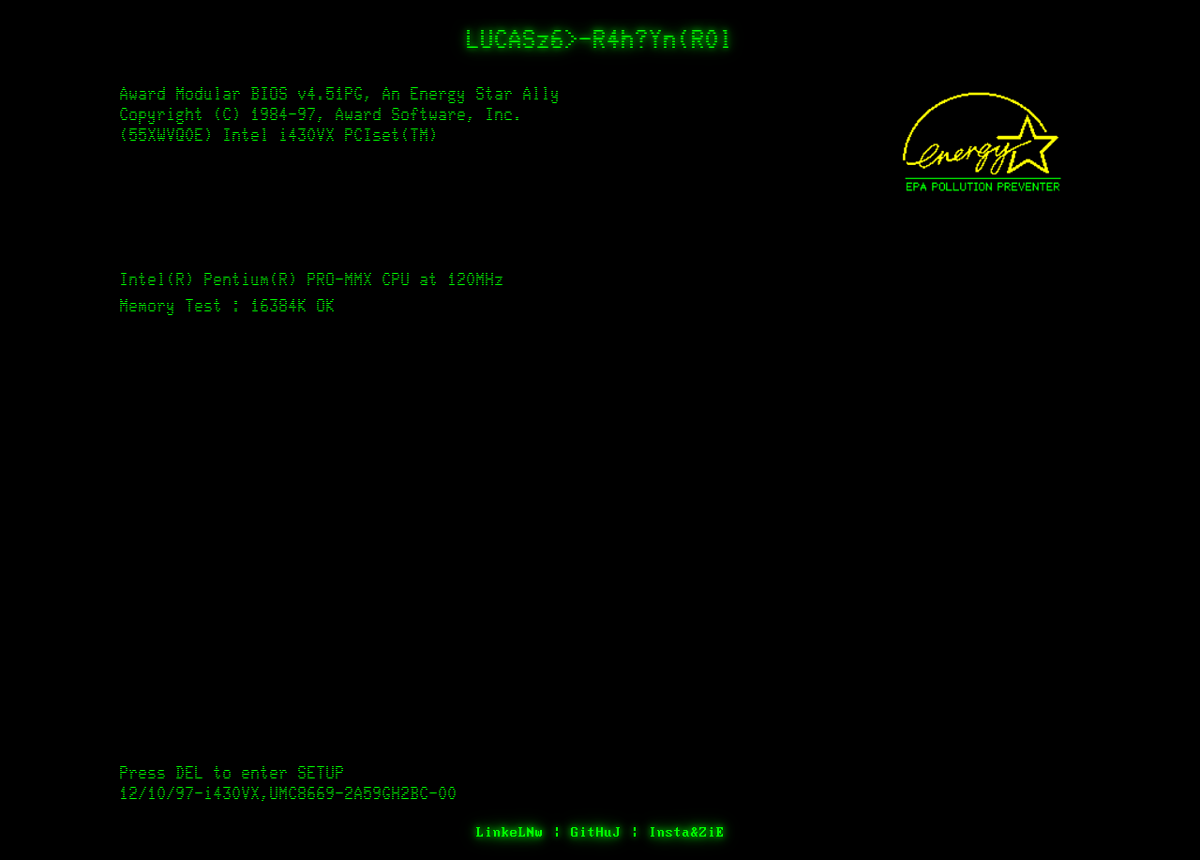 LUCASz6>-R4h?Yn(R0l
Award Modular BIOS v4.51PG, An Energy Star Ally
Copyright (C) 1984-97, Award Software, Inc.
(55XWVQ0E) Intel i430VX PCIset(TM)
energy
EPA POLLUTION PREVENTER
Intel(R) Pentium(R) PRO-MMX CPU at 120MHz
Memory Test : 16384K OK
Press DEL to enter SETUP
12/10/97-i430VX,UMC8669-2A59GH2BC-00
LinkeLNw | GitHuJ | Insta&ZiE